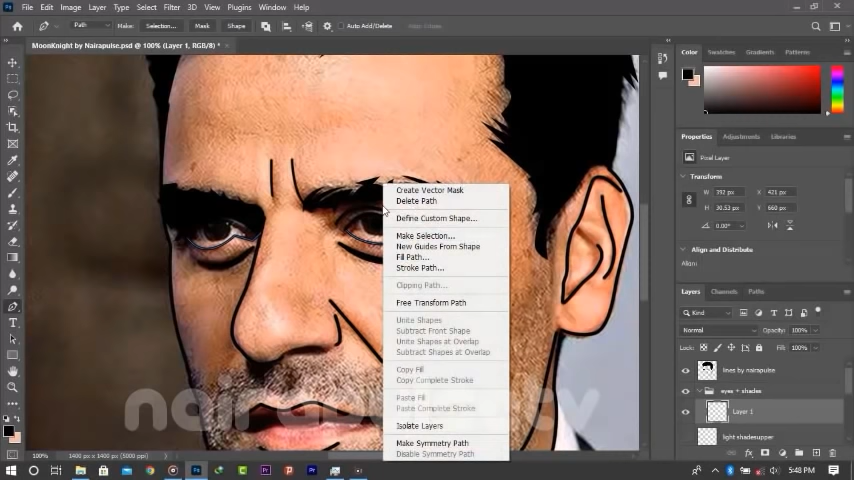 File Edit Image Layer Type Select Filter 3D View Plugins Window Help
Path Make: Selection... Mask Shape Auto Add/Delete
MoonKnight by Nairapulse.psd @ 100% (Layer 1, RGB/8) *
Color Swatches Gradients Patterns
Properties Adjustments Libraries
Pixel Layer
Transform
W 392 px X 421 px
H 30.53 px Y 660 px
0.00°
Align and Distribute
Align:
Layers Channels Paths
Kind
Normal Opacity: 100%
Lock: Fill: 100%
lines by nairapulse
eyes + shades
Layer 1
light shadesupper
Create Vector Mask
Delete Path
Define Custom Shape...
Make Selection...
New Guides From Shape
Fill Path...
Stroke Path...
Clipping Path...
Free Transform Path
Unite Shapes
Subtract Front Shape
Unite Shapes at Overlap
Subtract Shapes at Overlap
Copy Fill
Copy Complete Stroke
Paste Fill
Paste Complete Stroke
Isolate Layers
Make Symmetry Path
Disable Symmetry Path
100% 1400 px x 1400 px (5000 ppi)
5:48 PM